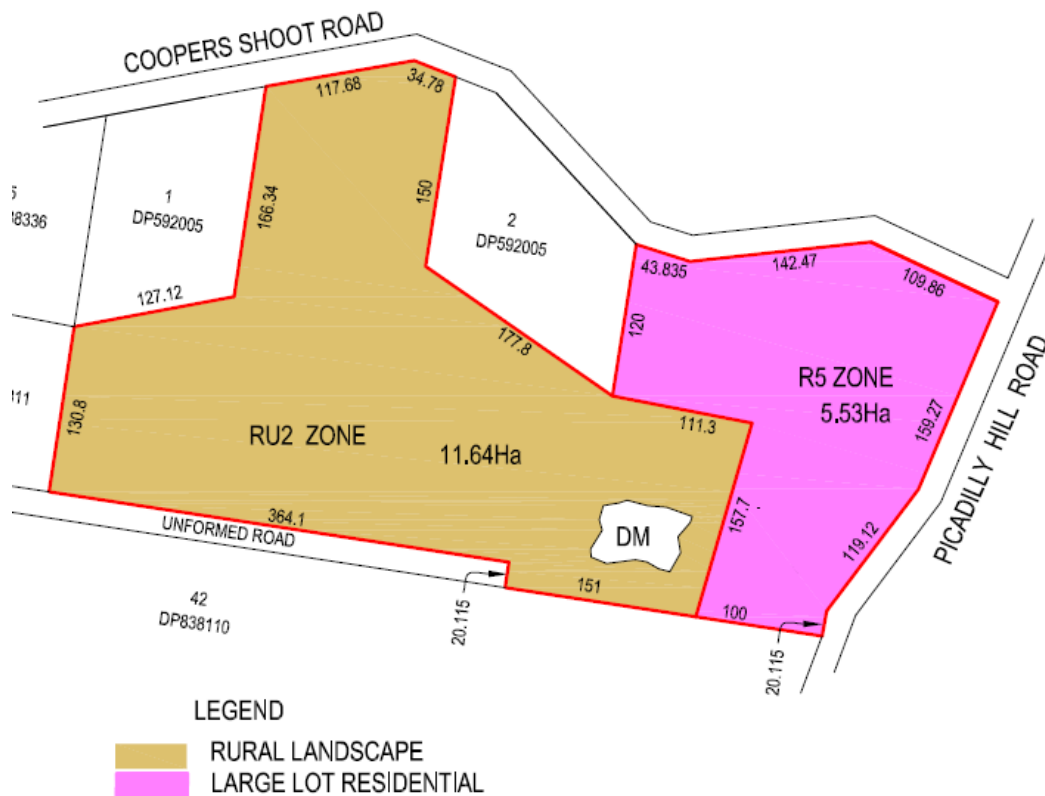 COOPERS SHOOT ROAD
117.68
34.78
5
38336
1
DP592005
166.34
150
2
DP592005
43.835
142.47
109.86
127.12
120
177.8
R5 ZONE
5.53Ha
159.27
PICADILLY HILL ROAD
311
130.8
RU2 ZONE
11.64Ha
111.3
157.7
DM
119.12
364.1
UNFORMED ROAD
151
100
20.115
20.115
42
DP838110
LEGEND
RURAL LANDSCAPE
LARGE LOT RESIDENTIAL